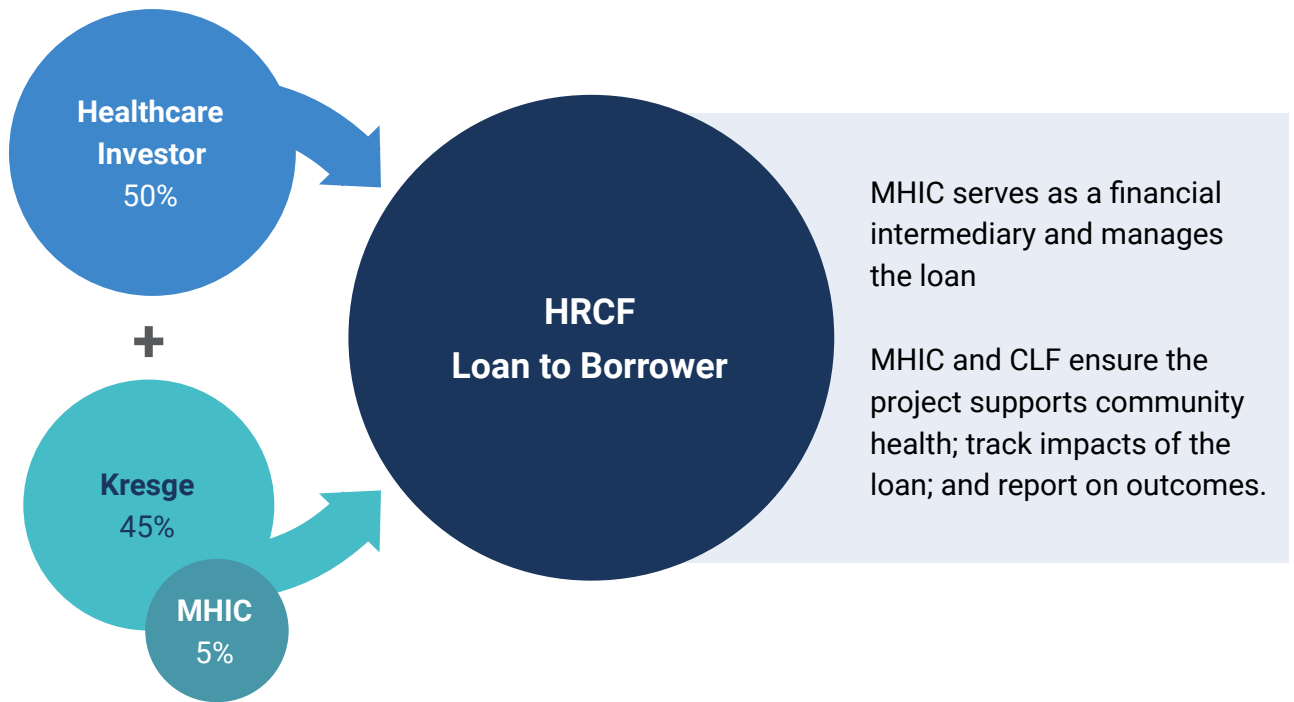 Healthcare
Investor
50%
+
Kresge
45%
MHIC
5%
HRCF
Loan to Borrower
MHIC serves as a financial
intermediary and manages
the loan
MHIC and CLF ensure the
project supports community
health; track impacts of the
loan; and report on outcomes.